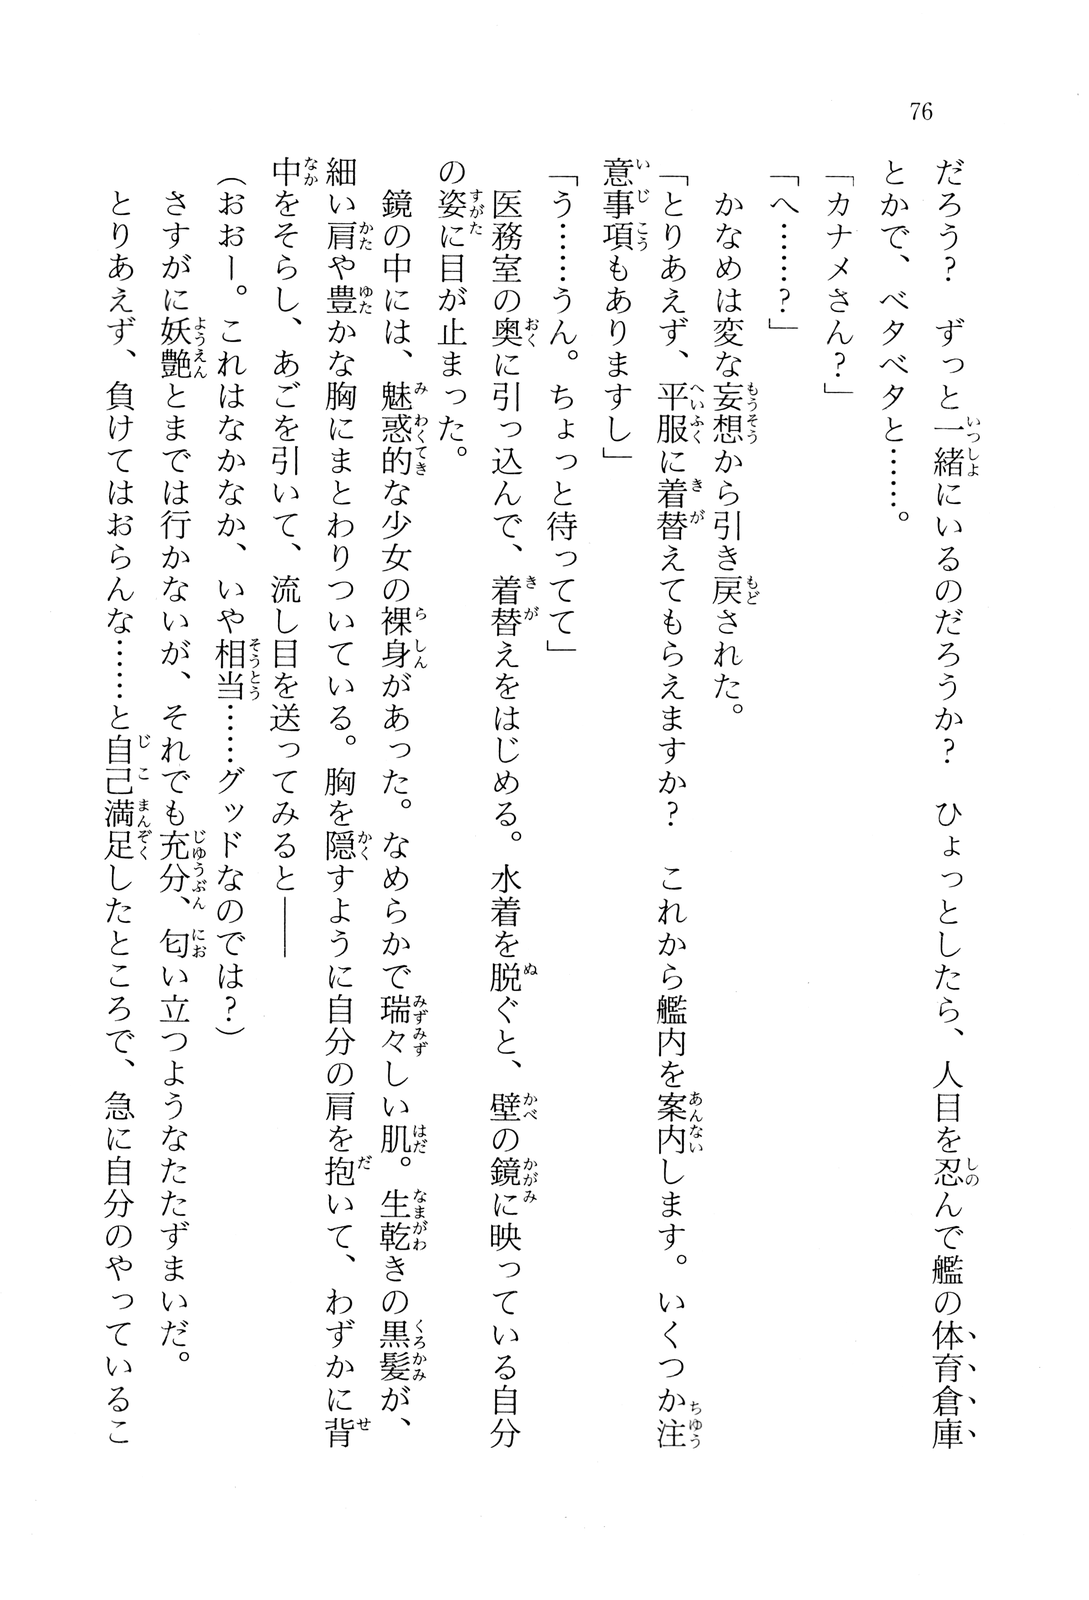 76
だろう？　ずっと一緒にいるのだろうか？　ひょっとしたら、人目を忍んで艦の体育倉庫
とかで、ベタベタと……。
「カナメさん？」
「へ……？」
　かなめは変な妄想から引き戻された。
「とりあえず、平服に着替えてもらえますか？　これから艦内を案内します。いくつか注
意事項もありますし」
「う……うん。ちょっと待ってて」
　医務室の奥に引っ込んで、着替えをはじめる。水着を脱ぐと、壁の鏡に映っている自分
の姿に目が止まった。
　鏡の中には、魅惑的な少女の裸身があった。なめらかで瑞々しい肌。生乾きの黒髪が、
細い肩や豊かな胸にまとわりついている。胸を隠すように自分の肩を抱いて、わずかに背
中をそらし、あごを引いて、流し目を送ってみると――
（おおー。これはなかなか、いや相当……グッドなのでは？）
　さすがに妖艶とまでは行かないが、それでも充分、匂い立つようなたたずまいだ。
　とりあえず、負けてはおらんな……と自己満足したところで、急に自分のやっているこ